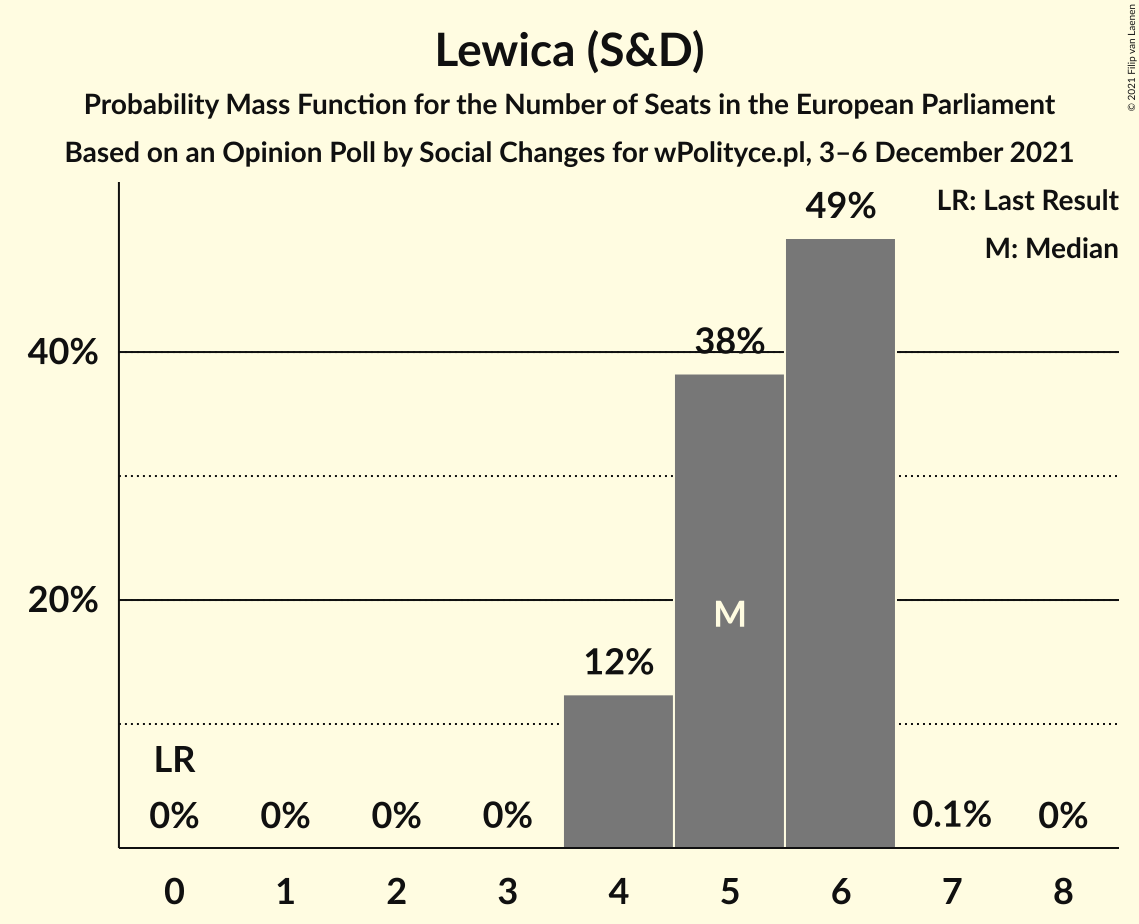 Lewica (S&D)
Probability Mass Function for the Number of Seats in the European Parliament
Based on an Opinion Poll by Social Changes for wPolityce.pl, 3–6 December 2021
© 2021 Filip van Laenen
LR: Last Result
M: Median
49%
40%
38%
20%
M
12%
LR
0%
0%
0%
0%
0.1%
0%
0
1
2
3
4
5
6
7
8